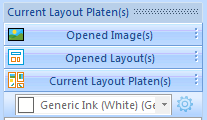 Current Layout Platen(s)
Opened Image(s)
Opened Layout(s)
Current Layout Platen(s)
Generic Ink (White) (Ge